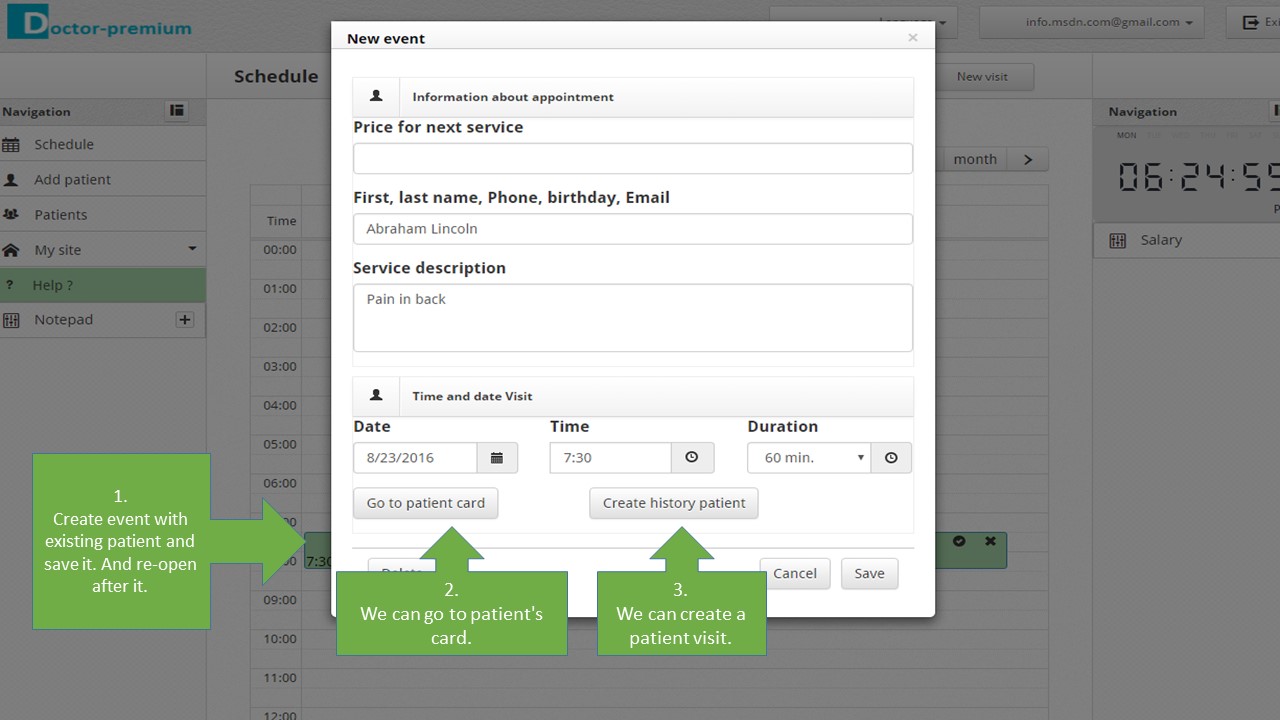 Doctor-premium
Language
info.msdn.com@gmail.com
Exi
New event
×
Schedule
New visit
Navigation
Schedule
Add patient
Patients
My site
Help ?
Notepad
Information about appointment
Price for next service
First, last name, Phone, birthday, Email
Abraham Lincoln
Service description
Pain in back
Time and date Visit
Date
Time
Duration
8/23/2016
7:30
60 min.
Go to patient card
Create history patient
Delete
Cancel
Save
month
Navigation
MON
06:24:59
P
Salary
Time
00:00
01:00
02:00
03:00
04:00
05:00
06:00
7:30
09:00
10:00
11:00
12:00
1.
Create event with
existing patient and
save it. And re-open
after it.
2.
We can go to patient's
card.
3.
We can create a
patient visit.